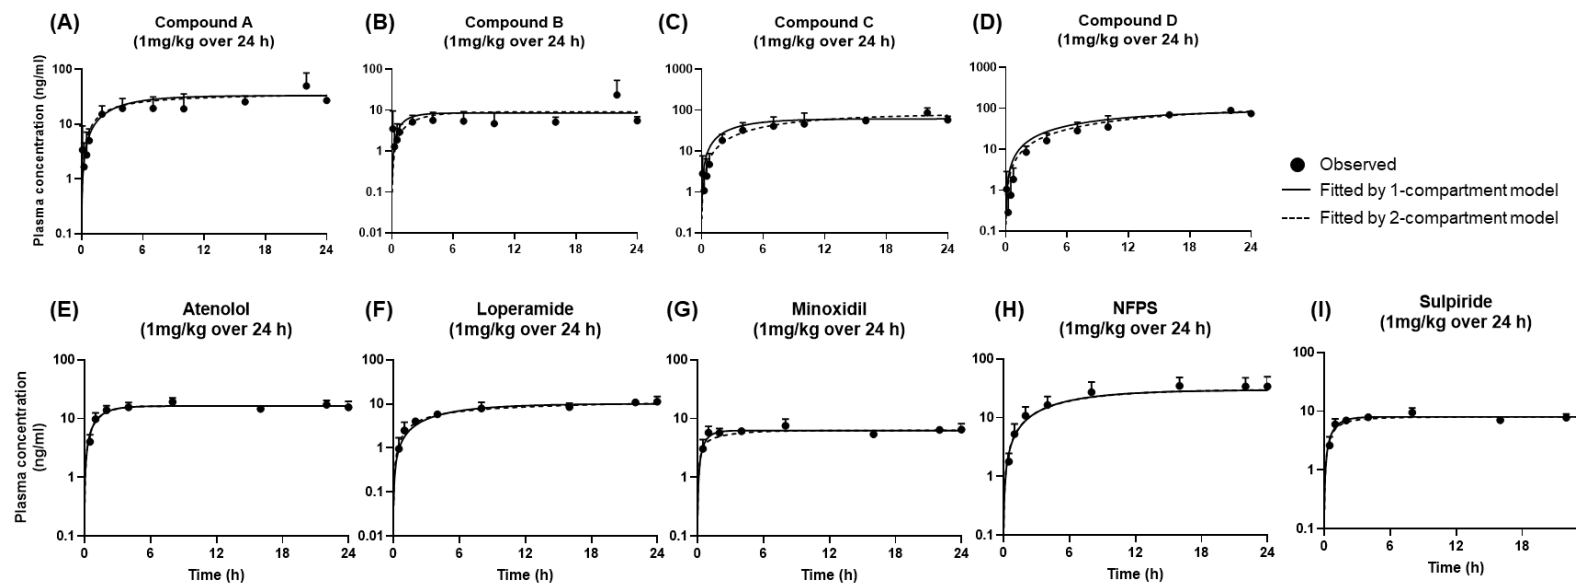 (A)
Compound A
(1mg/kg over 24 h)
Plasma concentration (ng/ml)
100
10
1
0.1
0
6
12
18
24
(B)
Compound B
(1mg/kg over 24 h)
100
10
1
0.1
0.01
0
6
12
18
24
(C)
Compound C
(1mg/kg over 24 h)
1000
100
10
1
0.1
0
6
12
18
24
(D)
Compound D
(1mg/kg over 24 h)
1000
100
10
1
0.1
0
6
12
18
24
Observed
Fitted by 1-compartment model
Fitted by 2-compartment model
(E)
Atenolol
(1mg/kg over 24 h)
Plasma concentration
(ng/ml)
100
10
1
0.1
0
6
12
18
24
Time (h)
(F)
Loperamide
(1mg/kg over 24 h)
100
10
1
0.1
0.01
0
6
12
18
24
Time (h)
(G)
Minoxidil
(1mg/kg over 24 h)
100
10
1
0.1
0
6
12
18
24
Time (h)
(H)
NFPS
(1mg/kg over 24 h)
100
10
1
0.1
0
6
12
18
24
Time (h)
(I)
Sulpiride
(1mg/kg over 24 h)
100
10
1
0.1
0
6
12
18
Time (h)